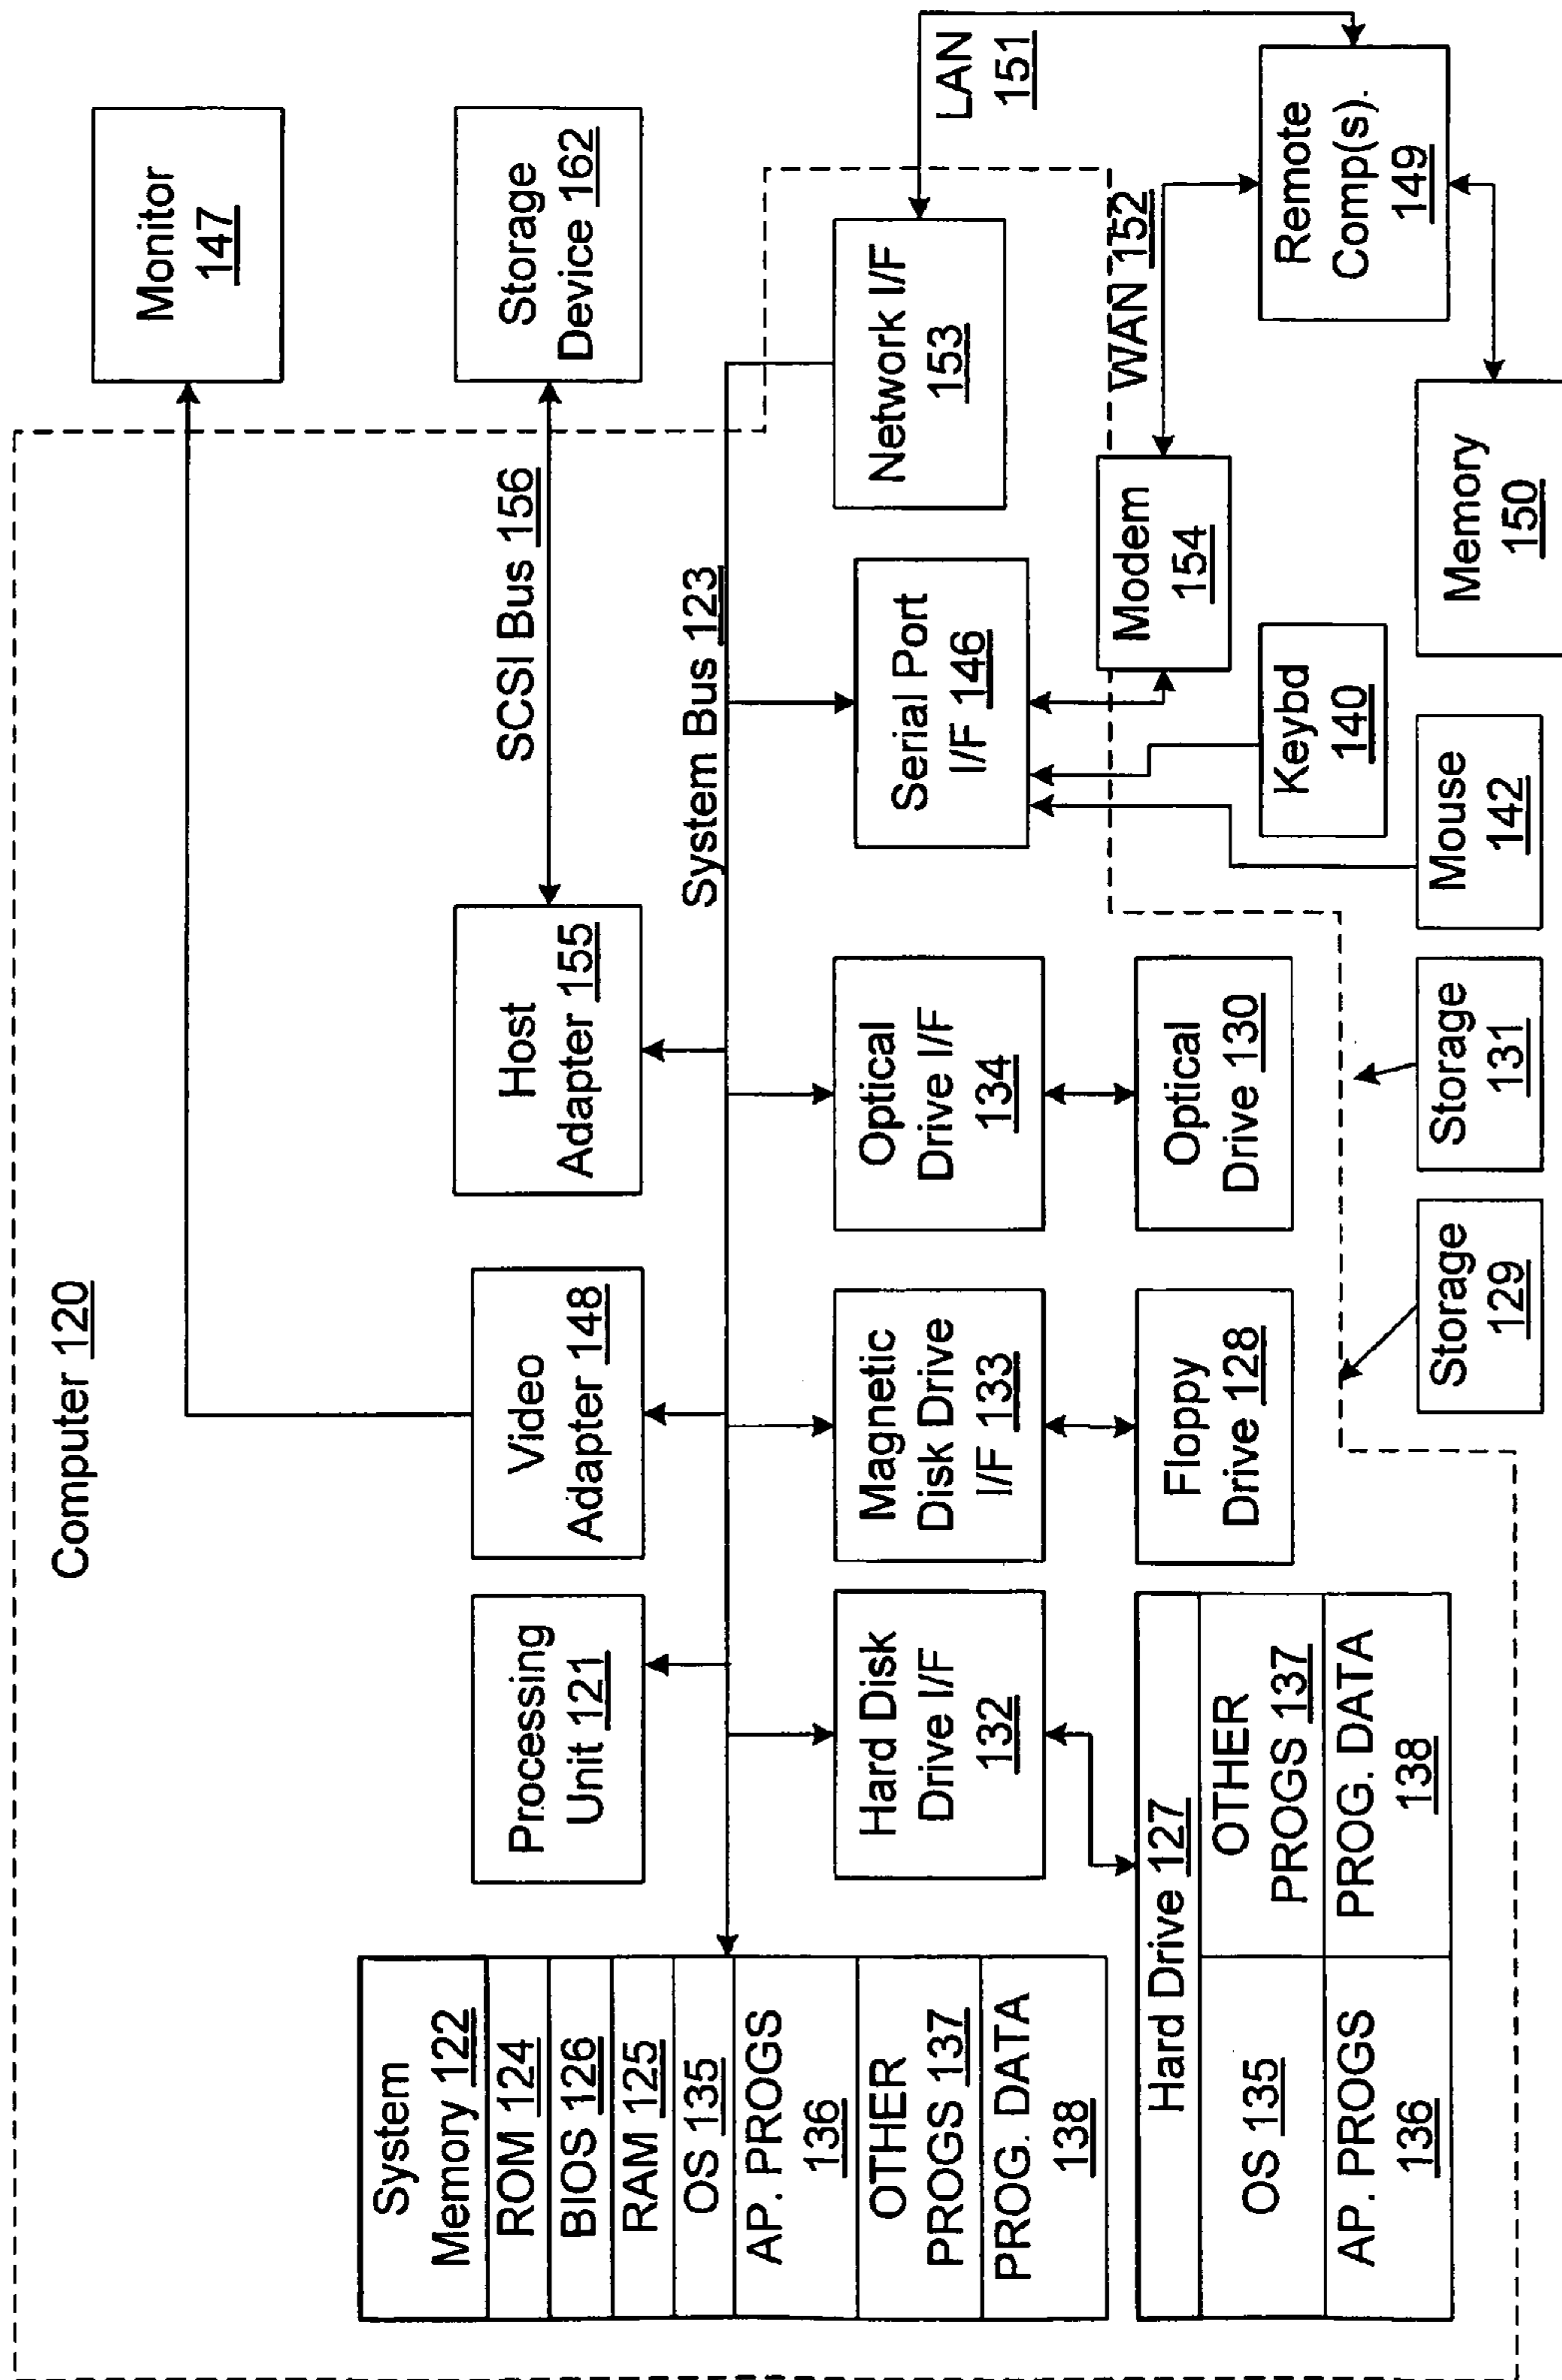 Computer 120
Monitor
147
Storage
Device 162
SCSI Bus 156
System Bus 123
LAN
151
WAN 152
System
Memory 122
ROM 124
BIOS 126
RAM 125
OS 135
AP. PROGS
136
OTHER
PROGS 137
PROG. DATA
138
Processing
Unit 121
Video
Adapter 148
Host
Adapter 155
Hard Disk
Drive I/F
132
Magnetic
Disk Drive
I/F 133
Optical
Drive I/F
134
Serial Port
I/F 146
Network I/F
153
Hard Drive 127
OS 135
OTHER
PROGS 137
AP. PROGS
136
PROG. DATA
138
Floppy
Drive 128
Optical
Drive 130
Modem
154
Remote
Comp(s).
149
Keybd
140
Storage
129
Storage
131
Mouse
142
Memory
150